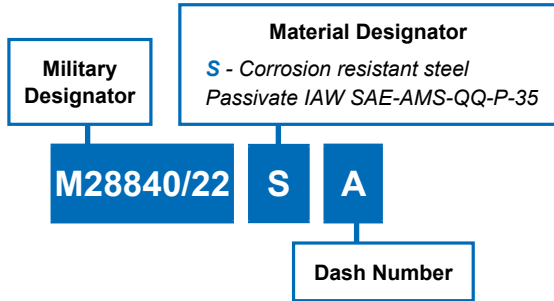 Material Designator
S - Corrosion resistant steel
Passivate IAW SAE-AMS-QQ-P-35
Military
Designator
M28840/22 S A
Dash Number